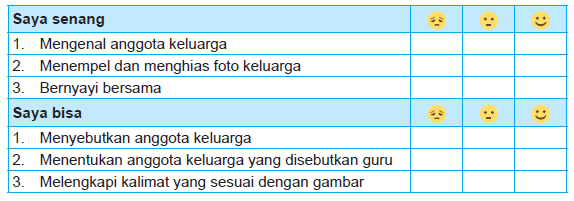 Saya senang
1. Mengenal anggota keluarga
2. Menempel dan menghias foto keluarga
3. Bernyayi bersama
Saya bisa
1. Menyebutkan anggota keluarga
2. Menentukan anggota keluarga yang disebutkan guru
3. Melengkapi kalimat yang sesuai dengan gambar